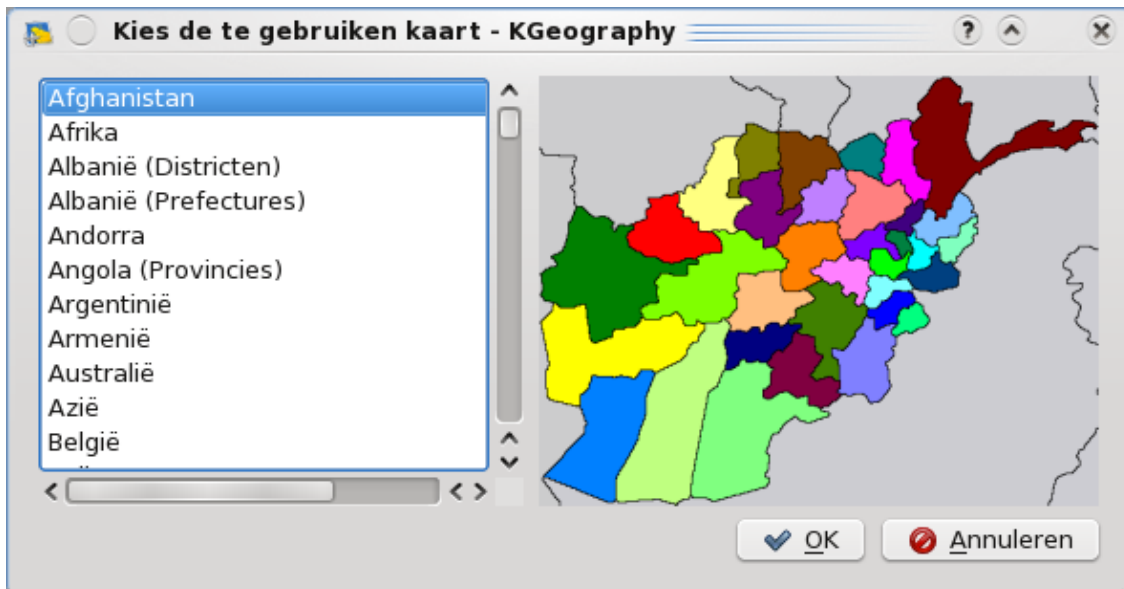 Kies de te gebruiken kaart - KGeography
Afghanistan
Afrika
Albanië (Districten)
Albanië (Prefectures)
Andorra
Angola (Provincies)
Argentinië
Armenië
Australië
Azië
België
OK
Annuleren